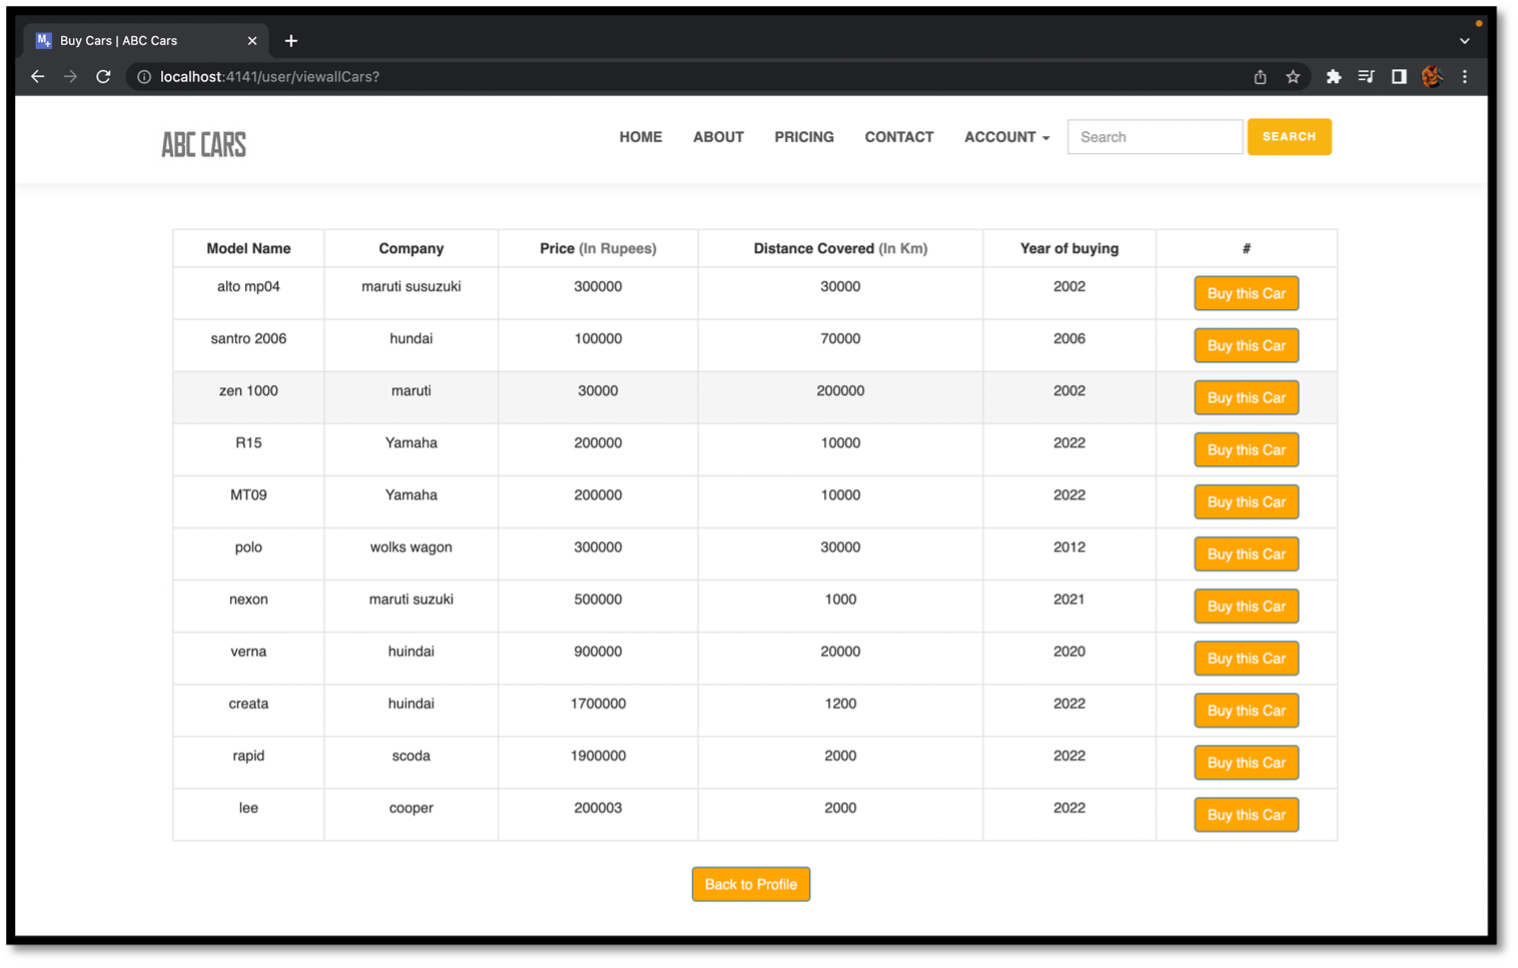 Buy Cars | ABC Cars
localhost:4141/user/viewallCars?
ABC CARS HOME ABOUT PRICING CONTACT ACCOUNT Search SEARCH
Model Name Company Price (In Rupees) Distance Covered (In Km) Year of buying #
alto mp04 maruti susuzuki 300000 30000 2002 Buy this Car
santro 2006 hundai 100000 70000 2006 Buy this Car
zen 1000 maruti 30000 200000 2002 Buy this Car
R15 Yamaha 200000 10000 2022 Buy this Car
MT09 Yamaha 200000 10000 2022 Buy this Car
polo wolks wagon 300000 30000 2012 Buy this Car
nexon maruti suzuki 500000 1000 2021 Buy this Car
verna huindai 900000 20000 2020 Buy this Car
creata huindai 1700000 1200 2022 Buy this Car
rapid scoda 1900000 2000 2022 Buy this Car
lee cooper 200003 2000 2022 Buy this Car
Back to Profile